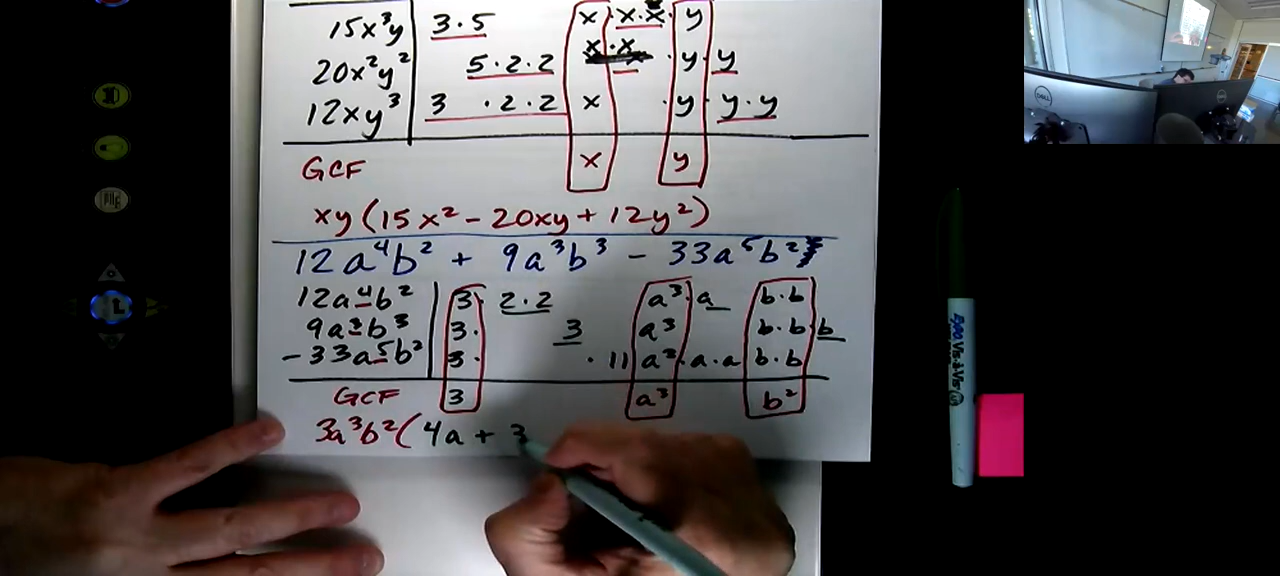 15x³y | 3·5 x·x·x·y
20x²y² | 5·2·2 x·x·y·y
12xy³ | 3·2·2 x·y·y·y
GCF x y
xy(15x² - 20xy + 12y²)
12a⁴b² + 9a³b³ - 33a⁵b²
12a⁴b² | 3·2·2 a³·a b·b
9a³b³ | 3·3 a³ b·b·b
-33a⁵b² | 3·11 a³·a·a b·b
GCF 3 a³ b²
3a³b²(4a + 3
DELL